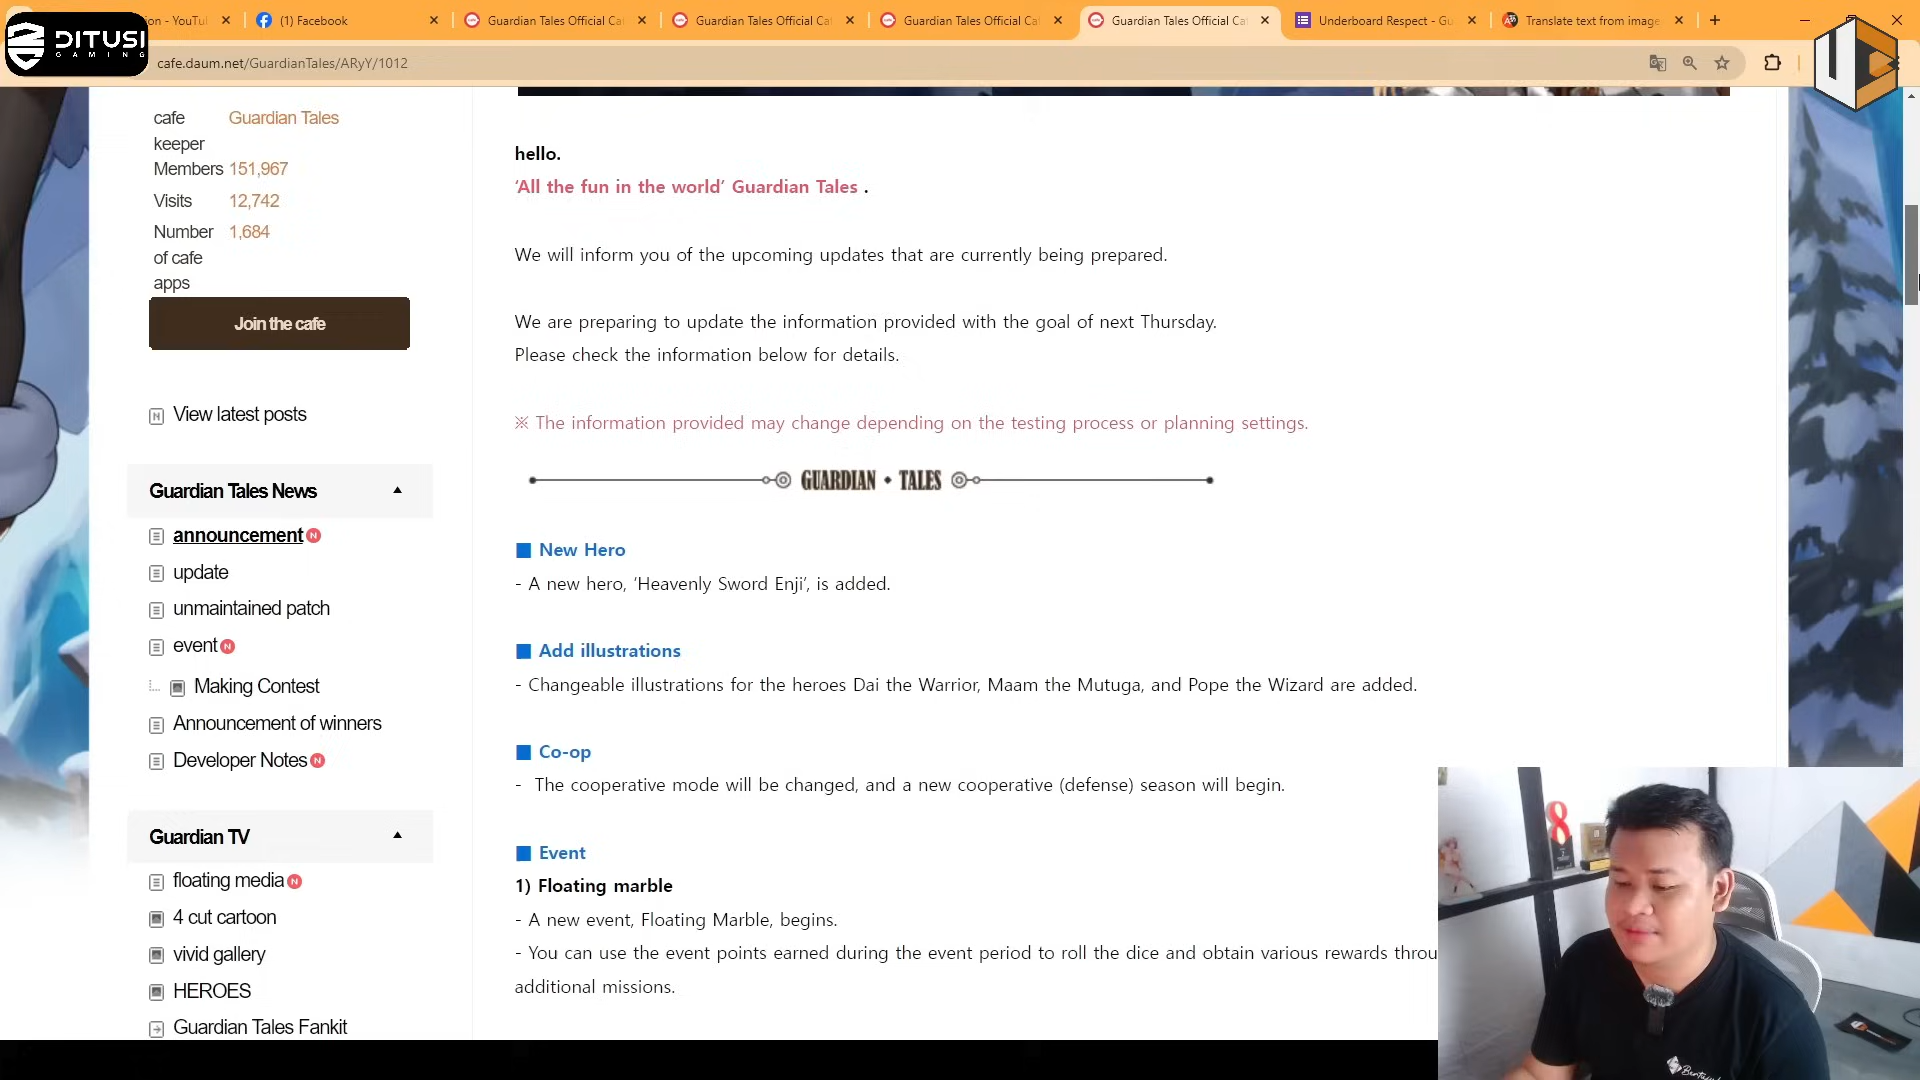 DITUSI
GAMING
ion - YouTu
(1) Facebook
Guardian Tales Official Caf
Guardian Tales Official Caf
Guardian Tales Official Caf
Guardian Tales Official Caf
Underboard Respect - Gu
Translate text from image
cafe.daum.net/GuardianTales/ARyY/1012
cafe keeper Guardian Tales
Members 151,967
Visits 12,742
Number of cafe apps 1,684
Join the cafe
View latest posts
Guardian Tales News
announcement N
update
unmaintained patch
event N
Making Contest
Announcement of winners
Developer Notes N
Guardian TV
floating media N
4 cut cartoon
vivid gallery
HEROES
Guardian Tales Fankit
hello.
‘All the fun in the world’ Guardian Tales .
We will inform you of the upcoming updates that are currently being prepared.
We are preparing to update the information provided with the goal of next Thursday.
Please check the information below for details.
※ The information provided may change depending on the testing process or planning settings.
GUARDIAN ◆ TALES
■ New Hero
- A new hero, ‘Heavenly Sword Enji’, is added.
■ Add illustrations
- Changeable illustrations for the heroes Dai the Warrior, Maam the Mutuga, and Pope the Wizard are added.
■ Co-op
- The cooperative mode will be changed, and a new cooperative (defense) season will begin.
■ Event
1) Floating marble
- A new event, Floating Marble, begins.
- You can use the event points earned during the event period to roll the dice and obtain various rewards throu
additional missions.
8